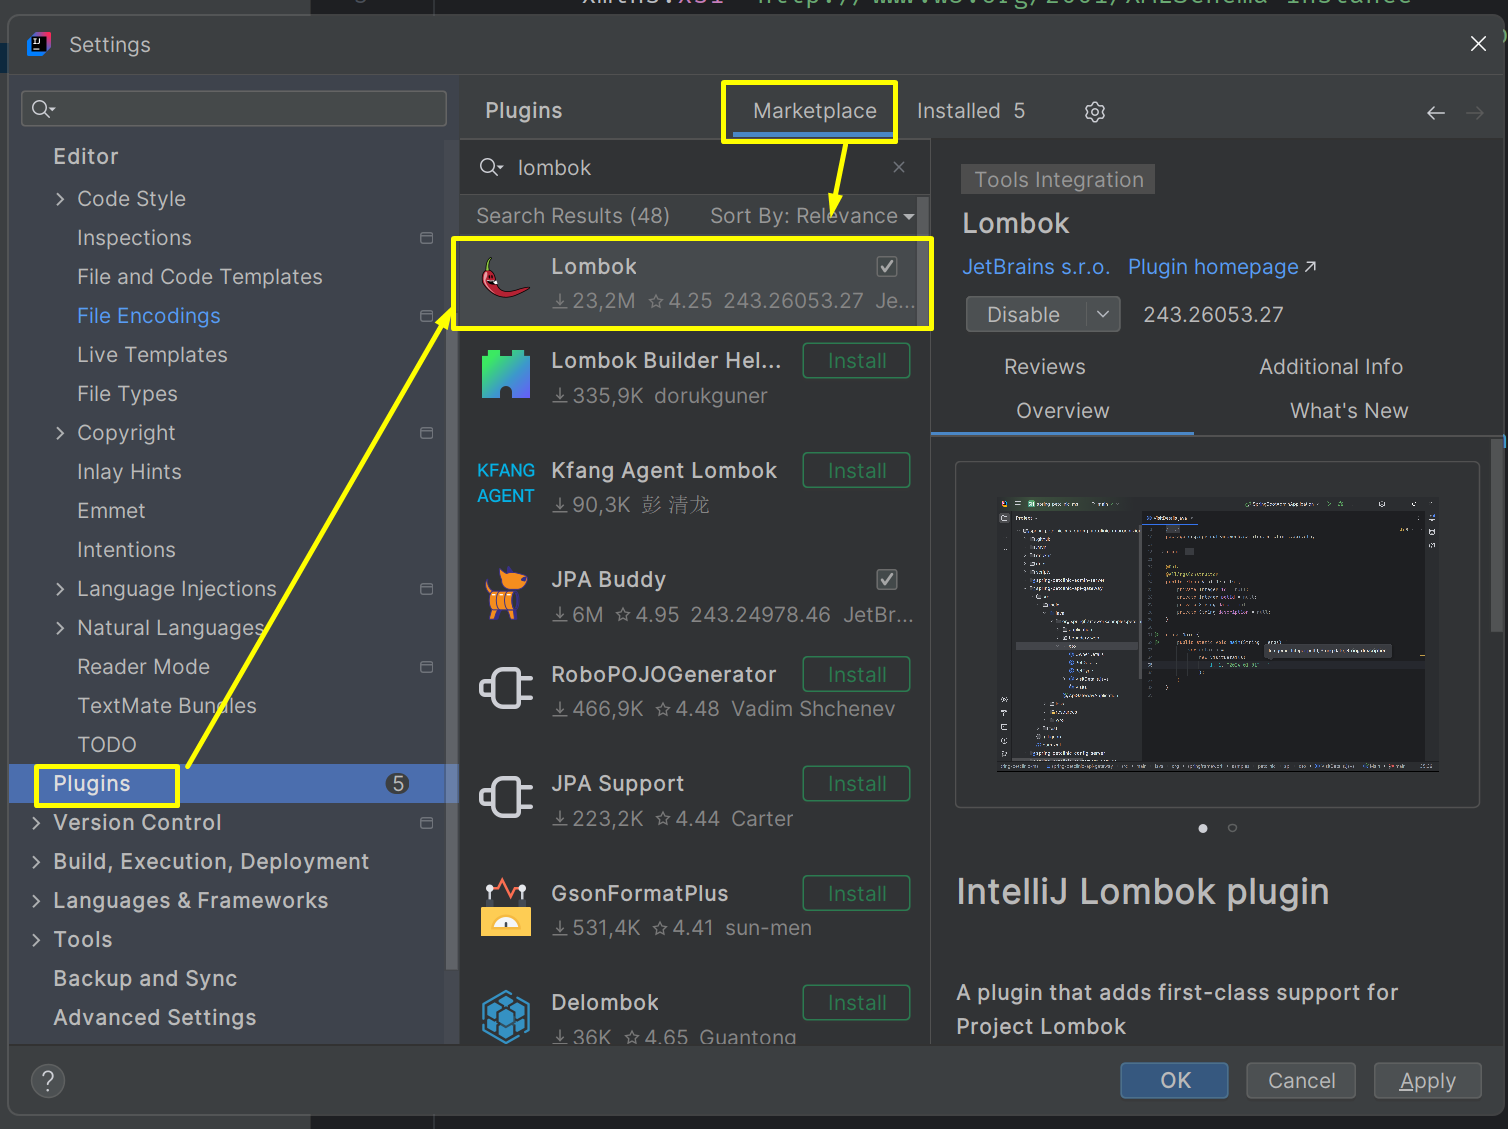 Settings
Editor
Code Style
Inspections
File and Code Templates
File Encodings
Live Templates
File Types
Copyright
Inlay Hints
Emmet
Intentions
Language Injections
Natural Languages
Reader Mode
TextMate Bundles
TODO
Plugins 5
Version Control
Build, Execution, Deployment
Languages & Frameworks
Tools
Backup and Sync
Advanced Settings
?
Plugins Marketplace Installed 5
lombok
Search Results (48) Sort By: Relevance
Lombok
23,2M 4.25 243.26053.27 Je...
Lombok Builder Hel... Install
335,9K dorukguner
KFANG AGENT
Kfang Agent Lombok Install
90,3K 彭 清龙
JPA Buddy
6M 4.95 243.24978.46 JetBr...
RoboPOJOGenerator Install
466,9K 4.48 Vadim Shchenev
JPA Support Install
223,2K 4.44 Carter
GsonFormatPlus Install
531,4K 4.41 sun-men
Delombok Install
36K 4.65 Guantong
Tools Integration
Lombok
JetBrains s.r.o. Plugin homepage
Disable 243.26053.27
Reviews Additional Info
Overview What's New
IntelliJ Lombok plugin
A plugin that adds first-class support for
Project Lombok
OK Cancel Apply